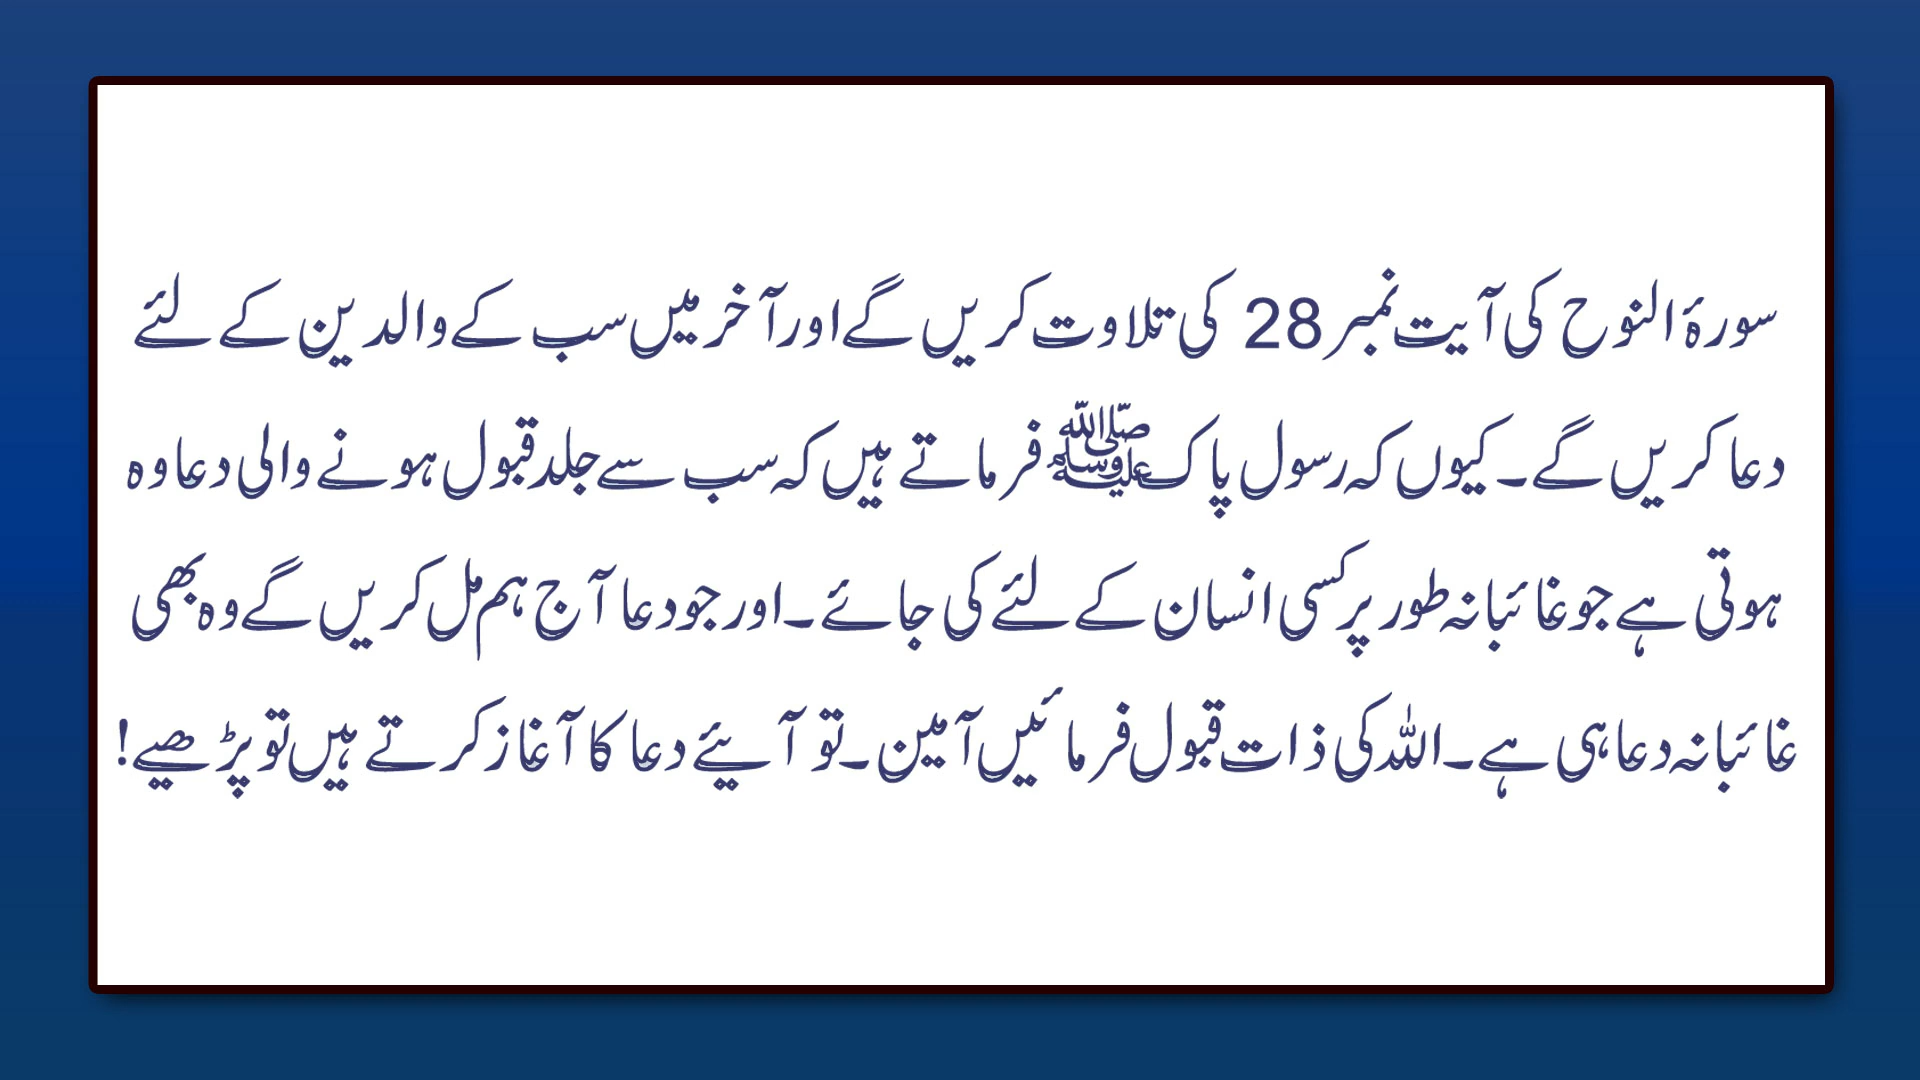 سورۂ النوح کی آیت نمبر 28 کی تلاوت کریں گے اور آخر میں سب کے والدین کے لئے
دعا کریں گے۔ کیوں کہ رسول پاک ﷺ فرماتے ہیں کہ سب سے جلد قبول ہونے والی دعا وہ
ہوتی ہے جو غائبانہ طور پر کسی انسان کے لئے کی جائے۔ اور جو دعا آج ہم مل کریں گے وہ بھی
غائبانہ دعا ہی ہے۔ اللہ کی ذات قبول فرمائیں آمین۔ تو آیئے دعا کا آغاز کرتے ہیں تو پڑھیے!